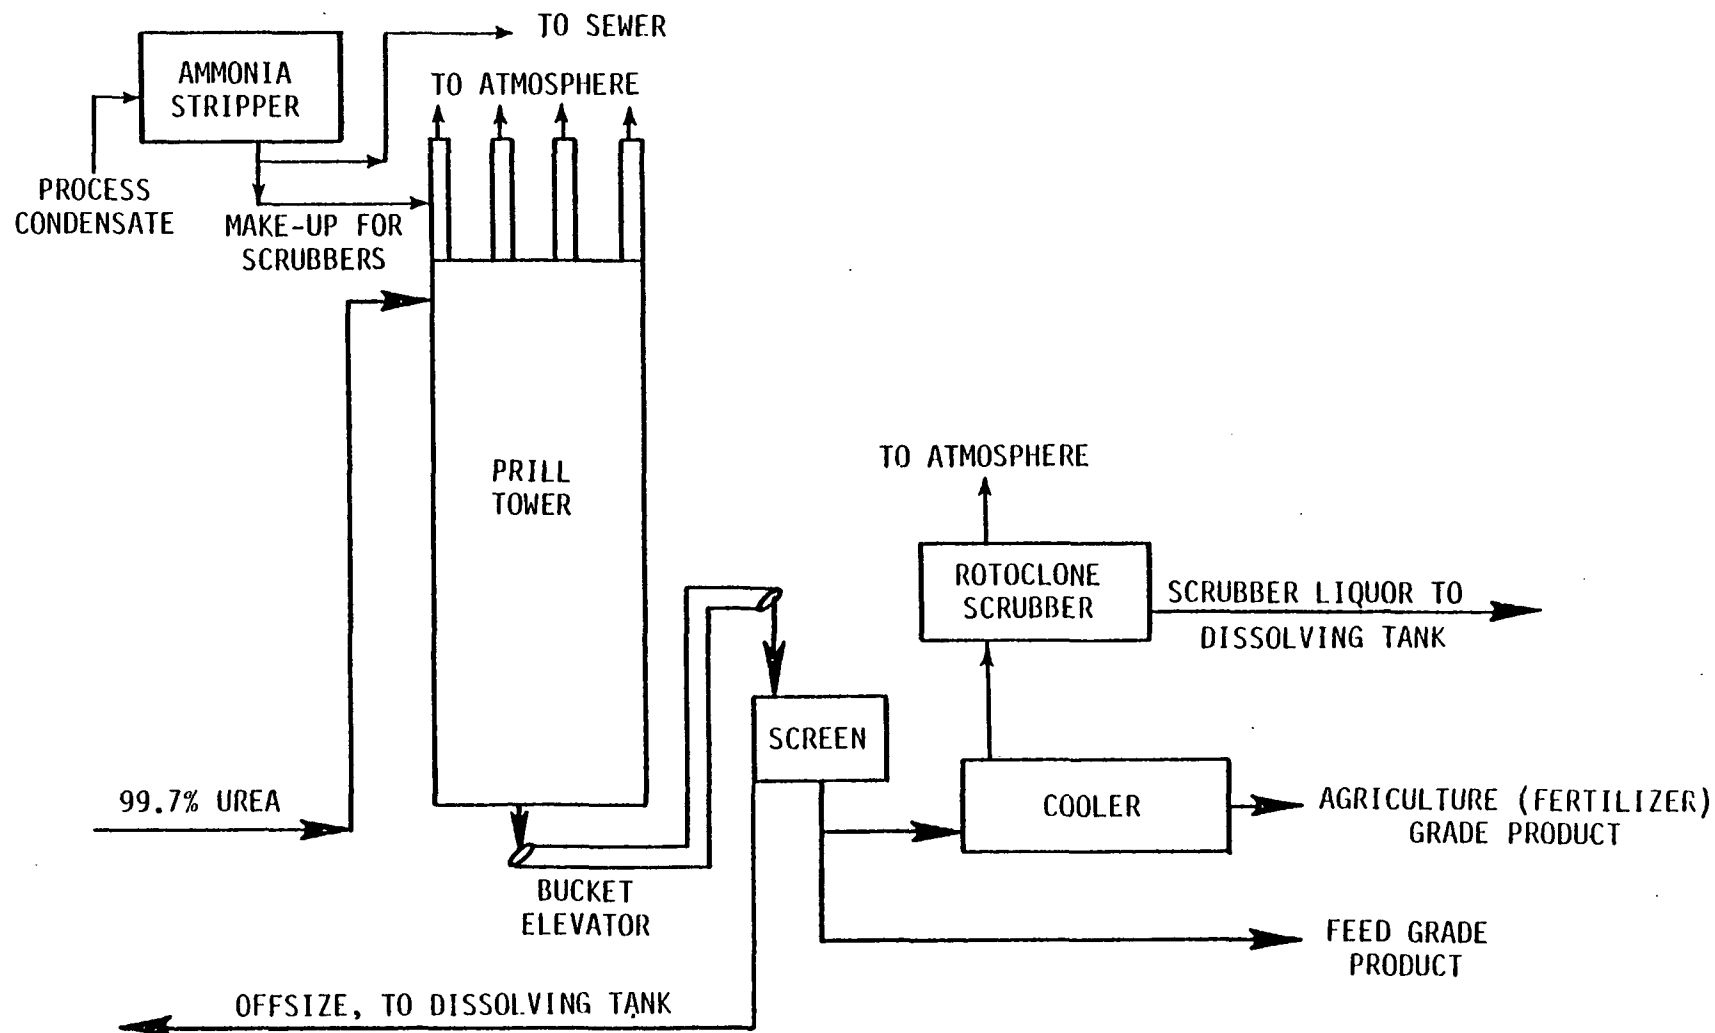 TO SEWER
AMMONIA
STRIPPER
TO ATMOSPHERE
PROCESS
CONDENSATE
MAKE-UP FOR
SCRUBBERS
PRILL
TOWER
TO ATMOSPHERE
ROTOCLONE
SCRUBBER
SCRUBBER LIQUOR TO
DISSOLVING TANK
SCREEN
99.7% UREA
COOLER
AGRICULTURE (FERTILIZER)
GRADE PRODUCT
BUCKET
ELEVATOR
FEED GRADE
PRODUCT
OFFSIZE, TO DISSOLVING TANK